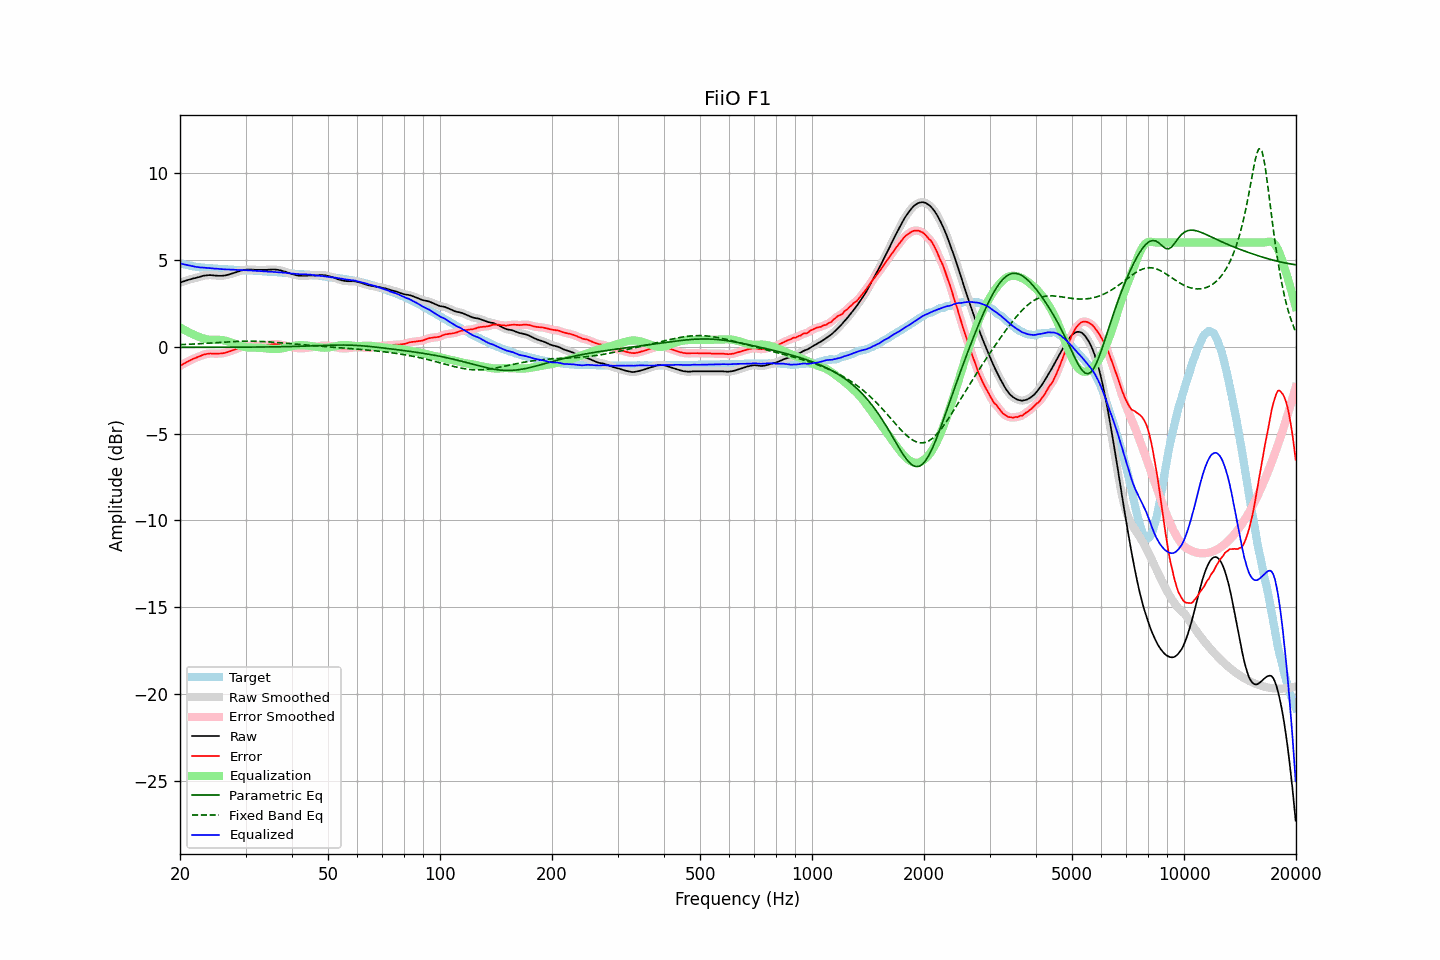 FiiO F1
Amplitude (dBr)
10
5
0
−5
−10
−15
−20
−25
Target
Raw Smoothed
Error Smoothed
Raw
Error
Equalization
Parametric Eq
Fixed Band Eq
Equalized
20 50 100 200 500 1000 2000 5000 10000 20000
Frequency (Hz)